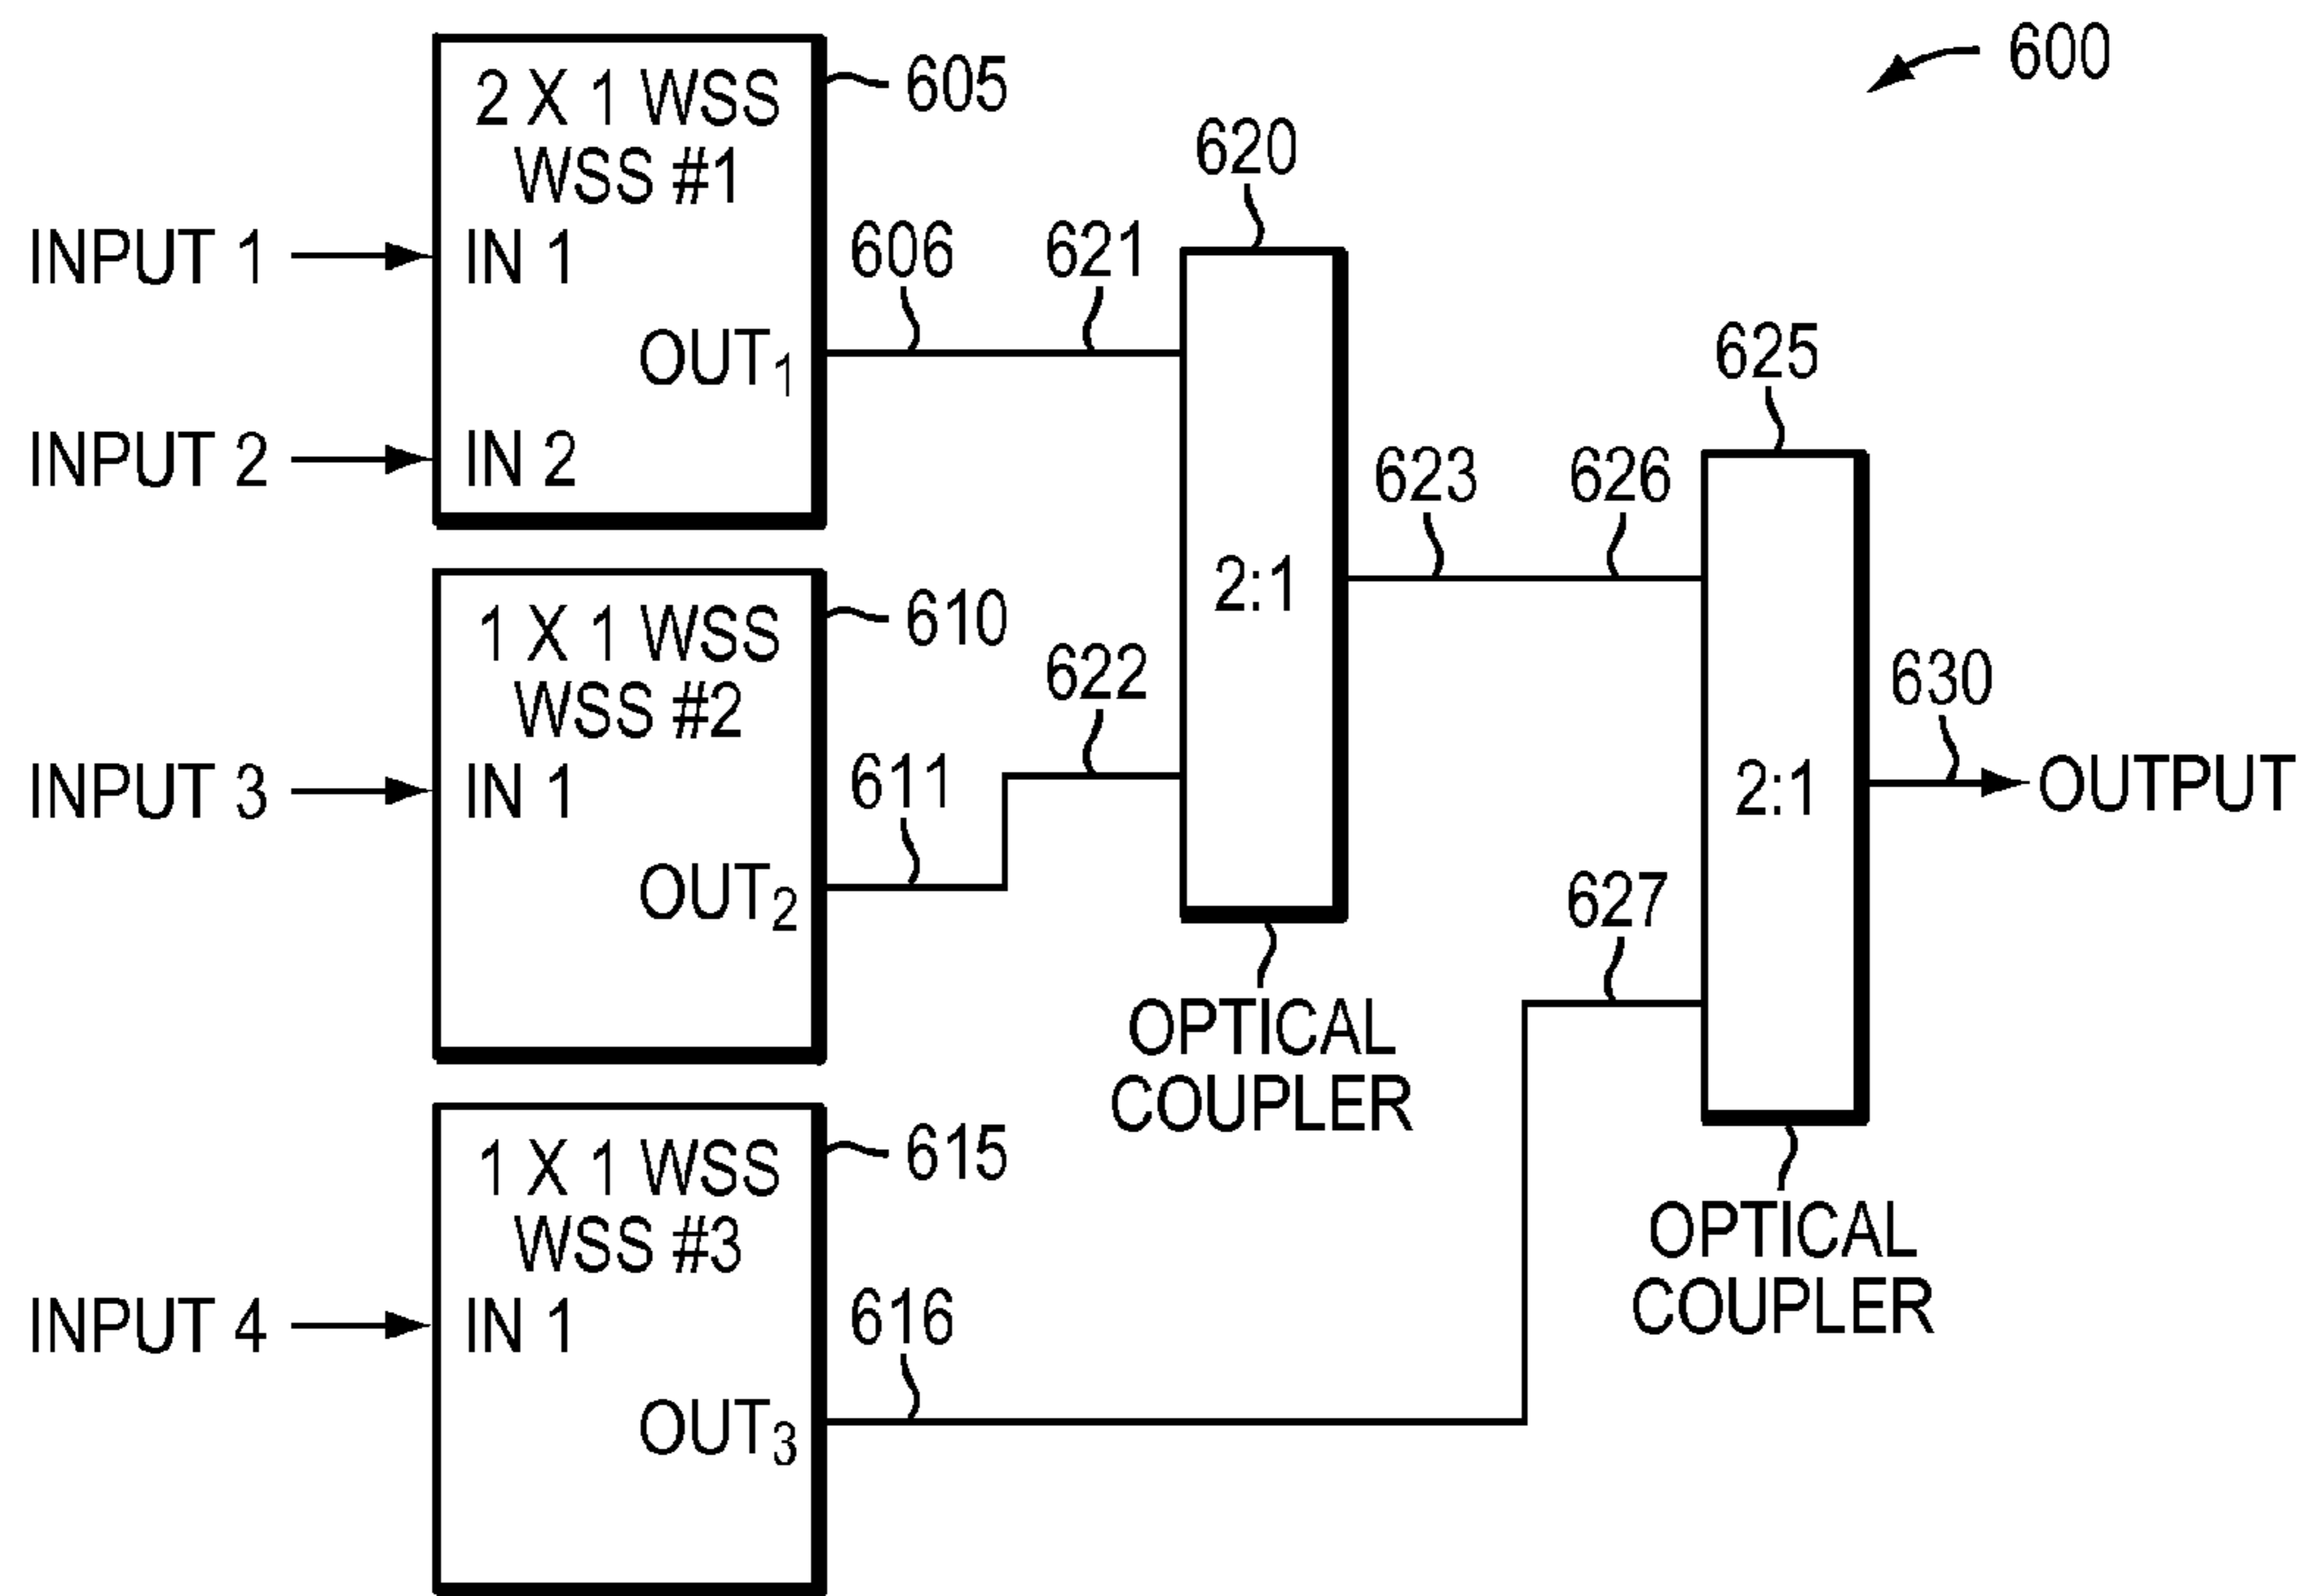 600
2 X 1 WSS
WSS #1
605
INPUT 1
IN 1
OUT1
INPUT 2
IN 2
606
621
620
2:1
OPTICAL
COUPLER
1 X 1 WSS
WSS #2
610
INPUT 3
IN 1
OUT2
611
622
623
626
625
2:1
OPTICAL
COUPLER
630
OUTPUT
627
1 X 1 WSS
WSS #3
615
INPUT 4
IN 1
OUT3
616